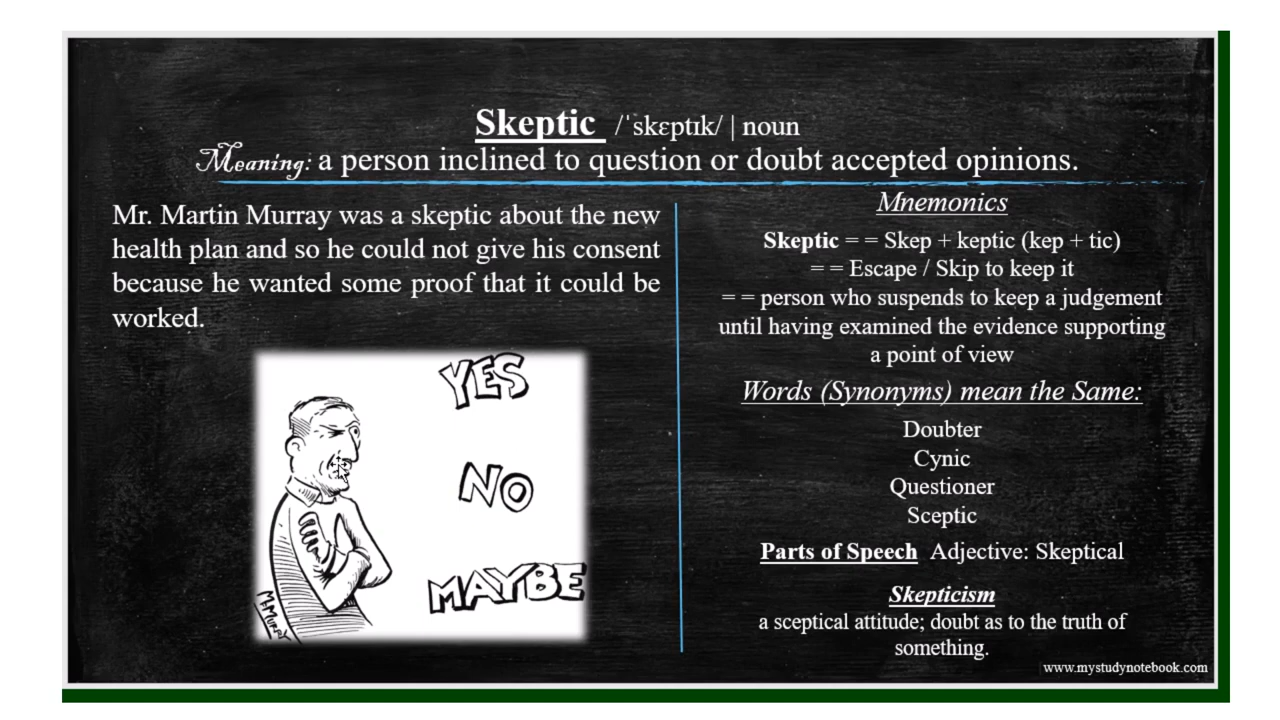 Skeptic /ˈskɛptɪk/ | noun
Meaning: a person inclined to question or doubt accepted opinions.
Mr. Martin Murray was a skeptic about the new
health plan and so he could not give his consent
because he wanted some proof that it could be
worked.
YES
NO
MAYBE
McMURRY
Mnemonics
Skeptic = = Skep + keptic (kep + tic)
= = Escape / Skip to keep it
= = person who suspends to keep a judgement
until having examined the evidence supporting
a point of view
Words (Synonyms) mean the Same:
Doubter
Cynic
Questioner
Sceptic
Parts of Speech Adjective: Skeptical
Skepticism
a sceptical attitude; doubt as to the truth of
something.
www.mystudynotebook.com